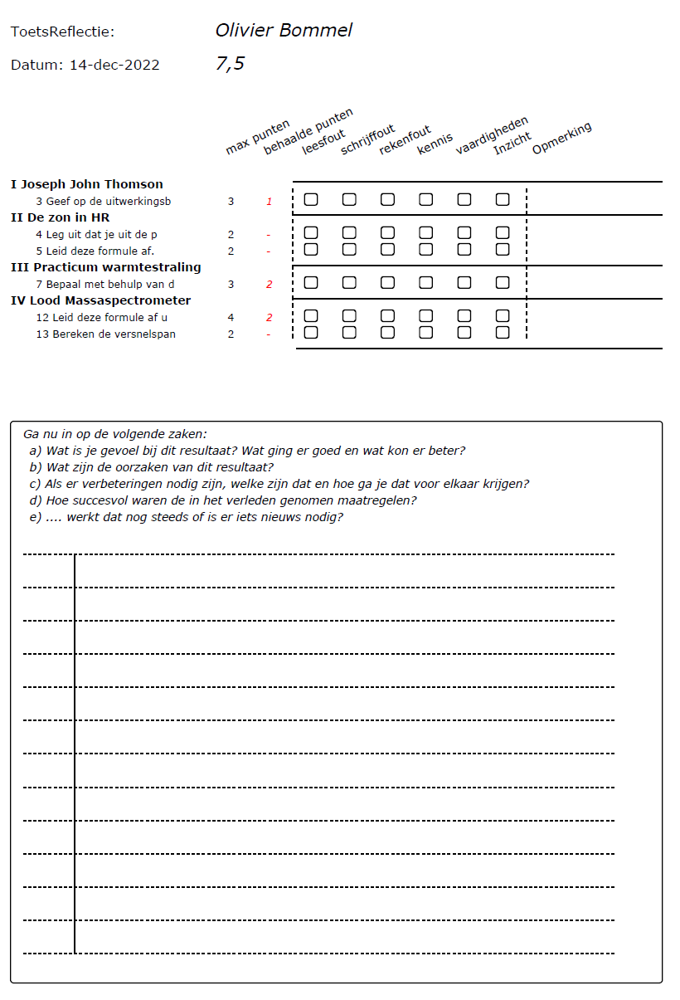 ToetsReflectie: Olivier Bommel
Datum: 14-dec-2022 7,5
max punten behaalde punten leesfout schrijffout rekenfout kennis vaardigheden Inzicht Opmerking
I Joseph John Thomson
3 Geef op de uitwerkingsb 3 1
II De zon in HR
4 Leg uit dat je uit de p 2 -
5 Leid deze formule af. 2 -
III Practicum warmtestraling
7 Bepaal met behulp van d 3 2
IV Lood Massaspectrometer
12 Leid deze formule af u 4 2
13 Bereken de versnelspan 2 -
Ga nu in op de volgende zaken:
a) Wat is je gevoel bij dit resultaat? Wat ging er goed en wat kon er beter?
b) Wat zijn de oorzaken van dit resultaat?
c) Als er verbeteringen nodig zijn, welke zijn dat en hoe ga je dat voor elkaar krijgen?
d) Hoe succesvol waren de in het verleden genomen maatregelen?
e) .... werkt dat nog steeds of is er iets nieuws nodig?